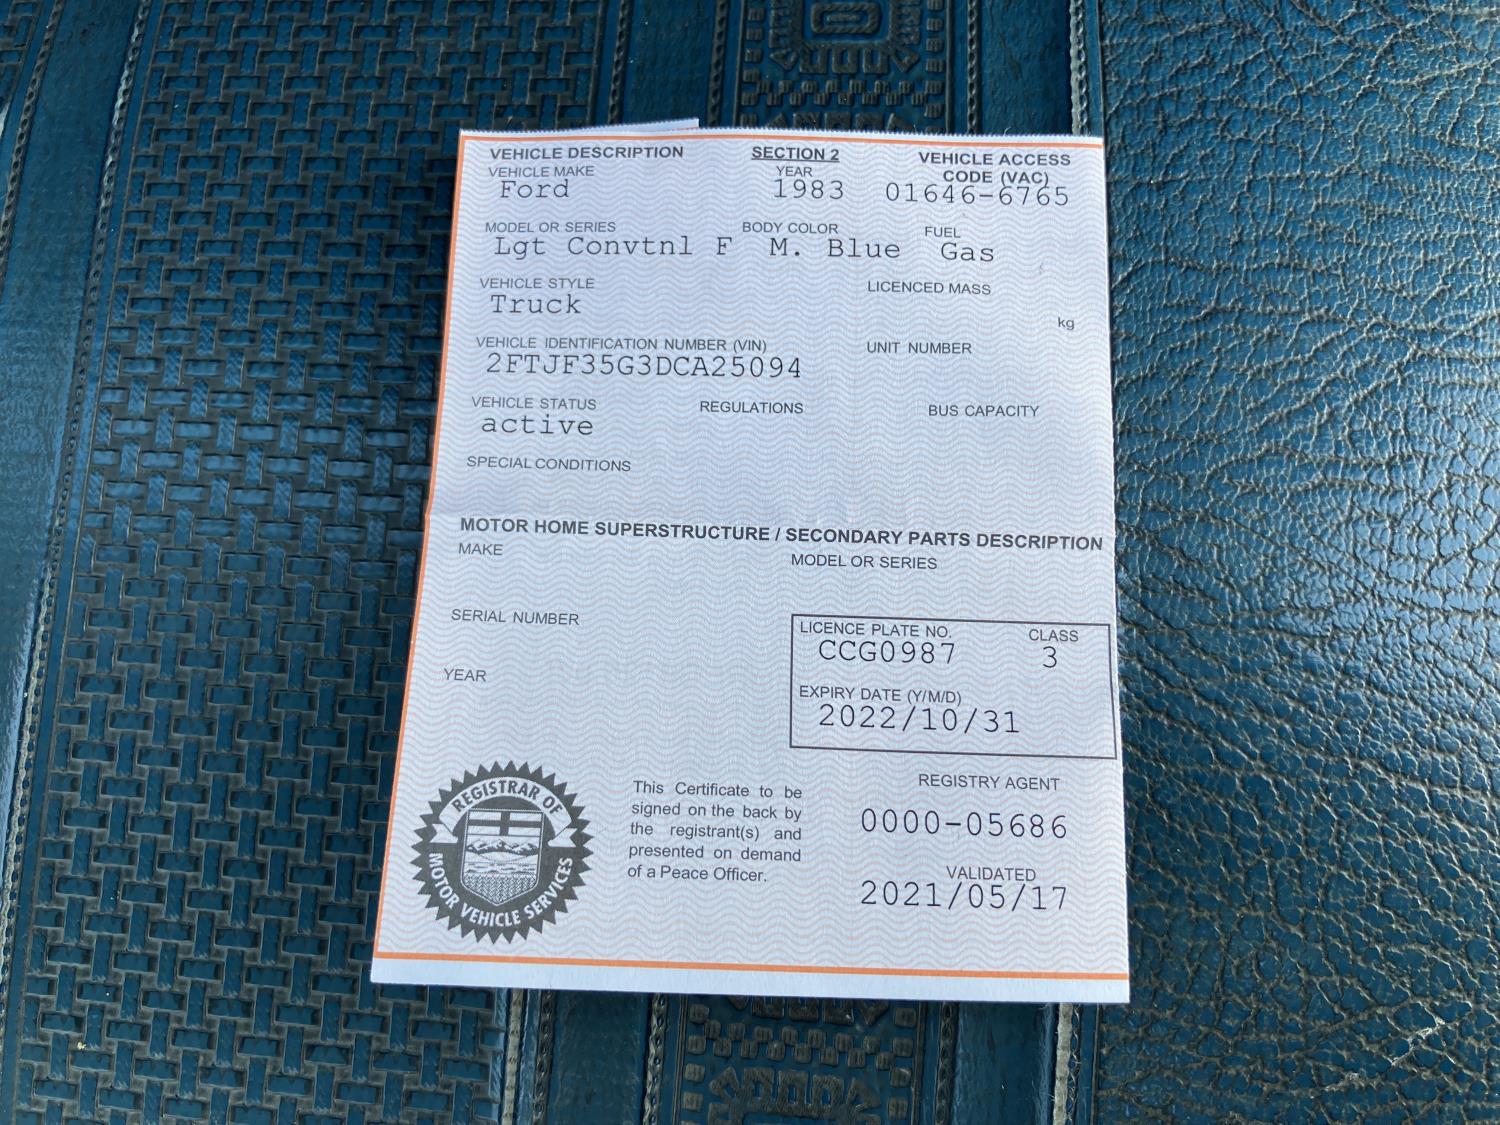 VEHICLE DESCRIPTION SECTION 2 VEHICLE ACCESS CODE (VAC)
VEHICLE MAKE YEAR
Ford 1983 01646-6765
MODEL OR SERIES BODY COLOR FUEL
Lgt Convtnl F M. Blue Gas
VEHICLE STYLE LICENCED MASS
Truck
kg
VEHICLE IDENTIFICATION NUMBER (VIN) UNIT NUMBER
2FTJF35G3DCA25094
VEHICLE STATUS REGULATIONS BUS CAPACITY
active
SPECIAL CONDITIONS
MOTOR HOME SUPERSTRUCTURE / SECONDARY PARTS DESCRIPTION
MAKE MODEL OR SERIES
SERIAL NUMBER
YEAR
LICENCE PLATE NO. CLASS
CCG0987 3
EXPIRY DATE (Y/M/D)
2022/10/31
REGISTRAR OF
MOTOR VEHICLE SERVICES
This Certificate to be
signed on the back by
the registrant(s) and
presented on demand
of a Peace Officer.
REGISTRY AGENT
0000-05686
VALIDATED
2021/05/17